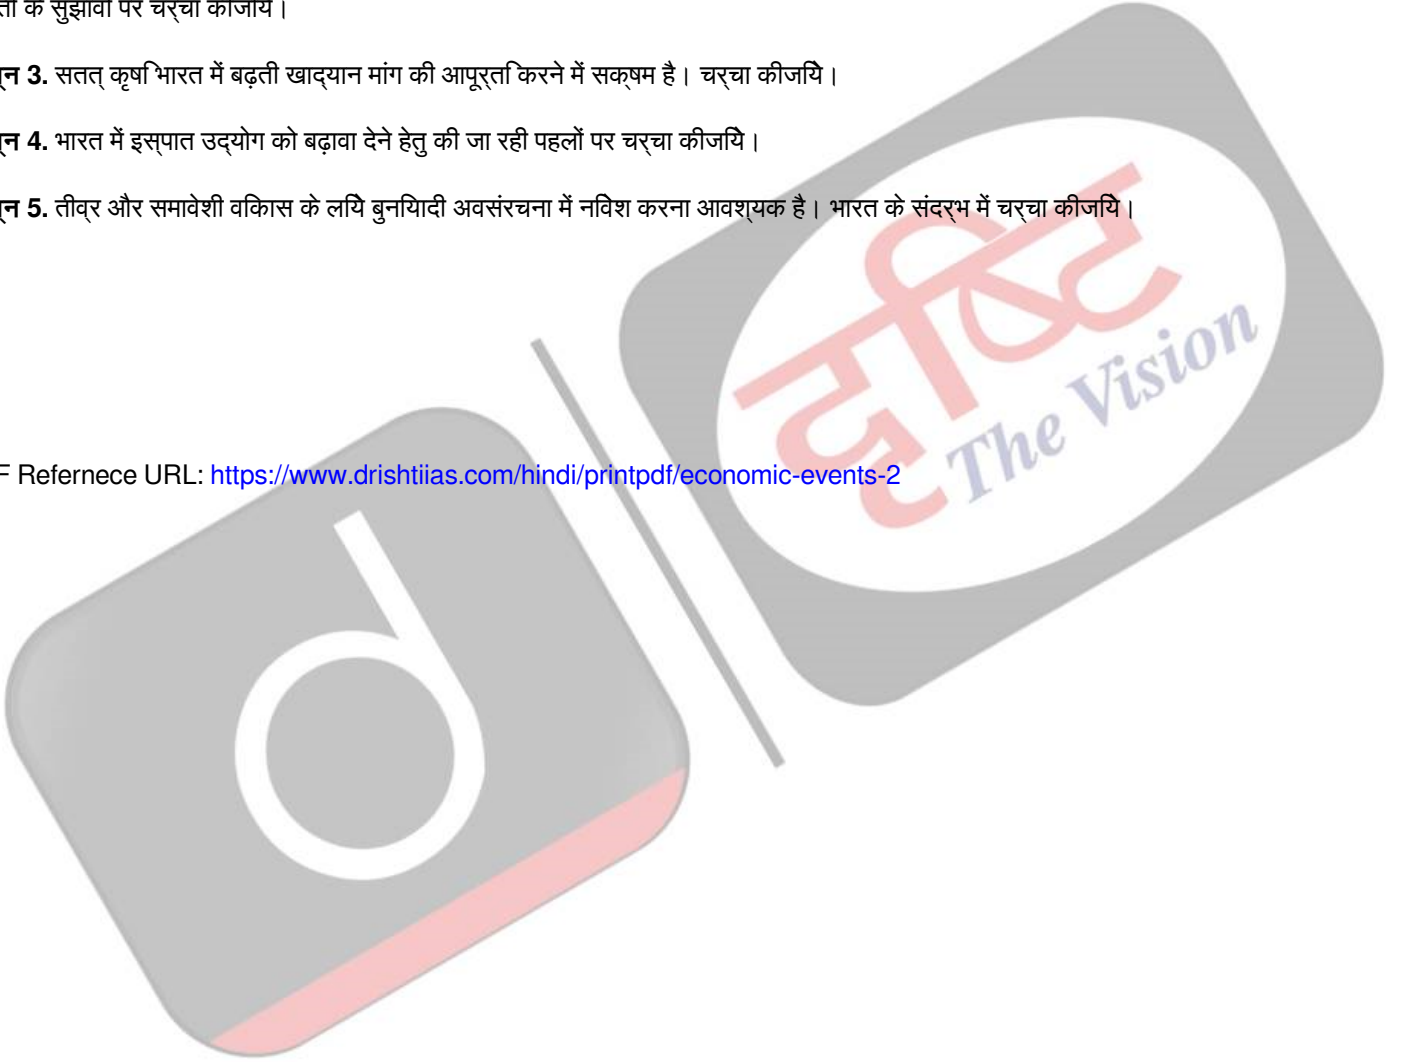 के सुझावों पर चर्चा कीजिये।
3. सतत् कृषि भारत में बढ़ती खाद्यान मांग की आपूर्ति करने में सक्षम है। चर्चा कीजिये।
4. भारत में इस्पात उद्योग को बढ़ावा देने हेतु की जा रही पहलों पर चर्चा कीजिये।
5. तीव्र और समावेशी विकास के लिये बुनियादी अवसंरचना में निवेश करना आवश्यक है। भारत के संदर्भ में चर्चा कीजिये।
दृष्टि
The Vision
F Refernece URL: https://www.drishtiias.com/hindi/printpdf/economic-events-2
d